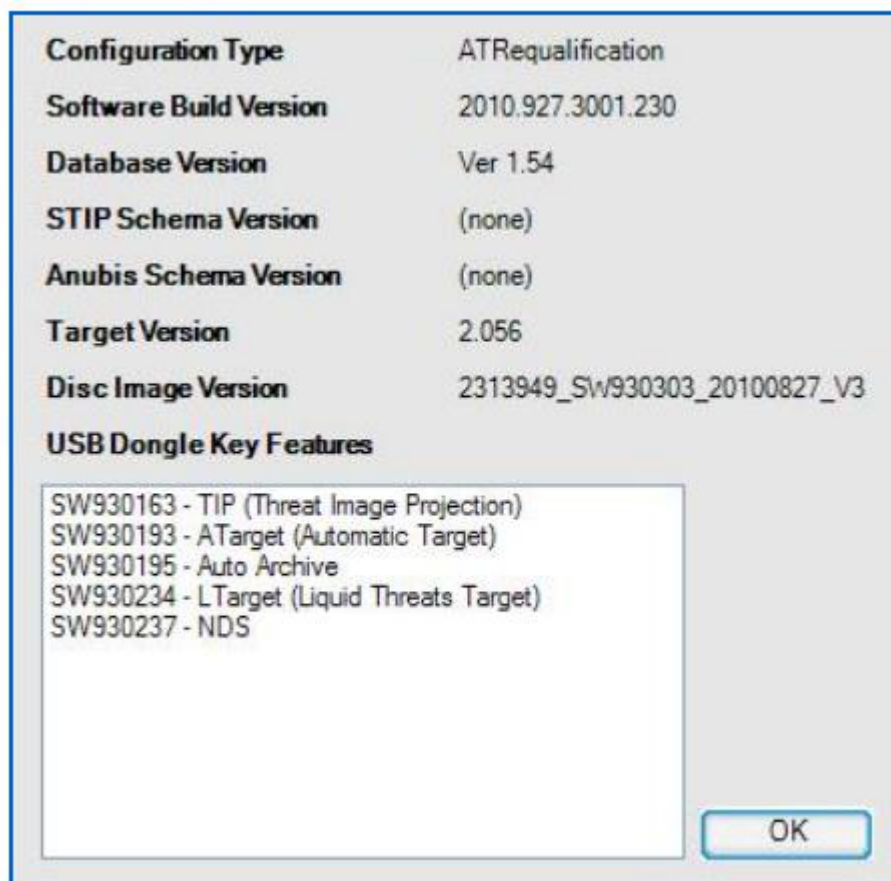 Configuration Type ATRequalification
Software Build Version 2010.927.3001.230
Database Version Ver 1.54
STIP Schema Version (none)
Anubis Schema Version (none)
Target Version 2.056
Disc Image Version 2313949_SW930303_20100827_V3
USB Dongle Key Features
SW930163 - TIP (Threat Image Projection)
SW930193 - ATarget (Automatic Target)
SW930195 - Auto Archive
SW930234 - LTarget (Liquid Threats Target)
SW930237 - NDS
OK